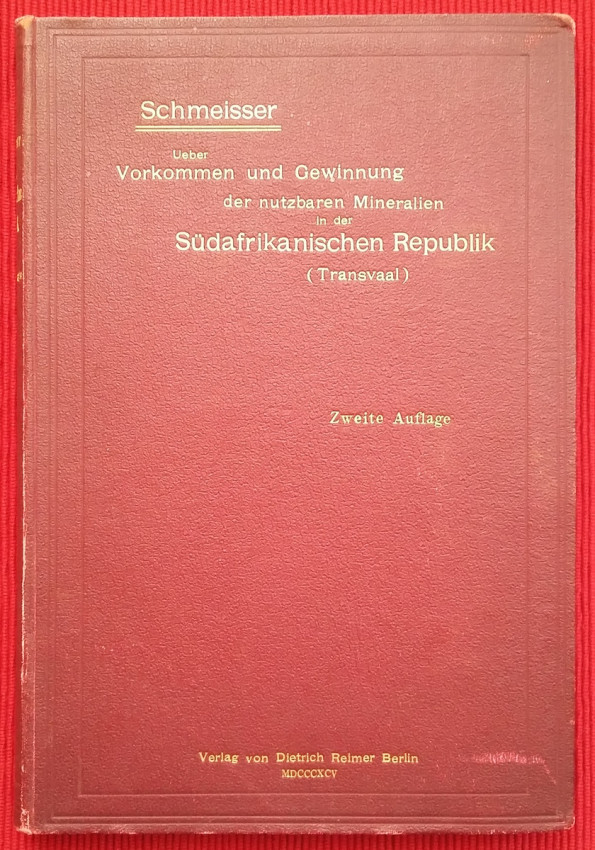 Schmeisser
Ueber
Vorkommen und Gewinnung
der nutzbaren Mineralien
in der
Südafrikanischen Republik
(Transvaal)
Zweite Auflage
Verlag von Dietrich Reimer Berlin
MDCCCXCV